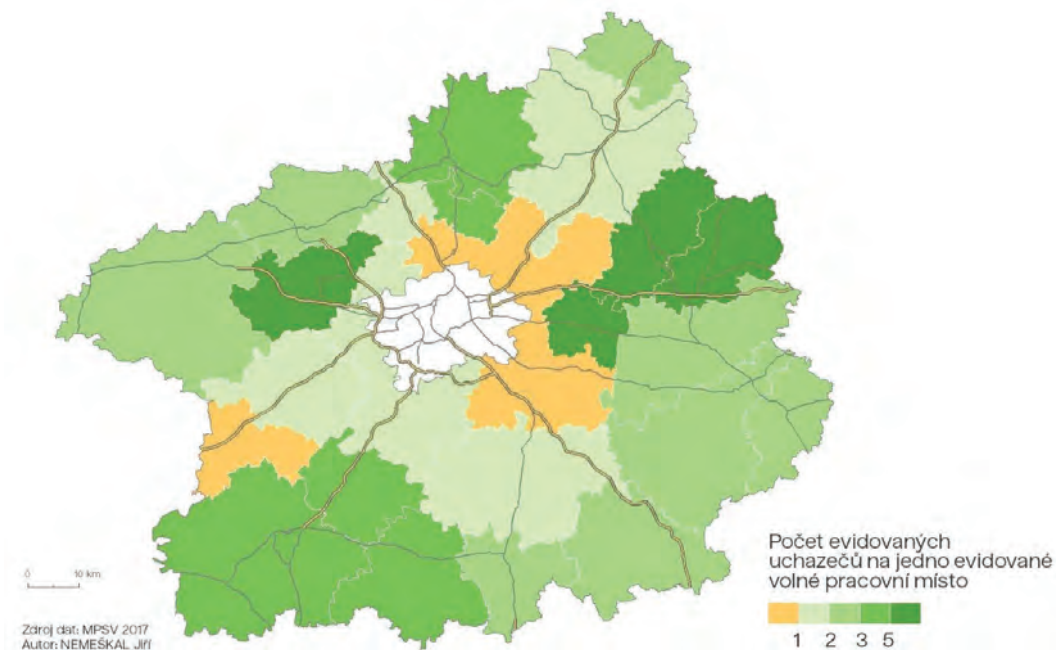 Počet evidovaných
uchazečů na jedno evidované
volné pracovní místo
1 2 3 5
0 10 km
Zdroj dat: MPSV 2017
Autor: NEMEŠKAL Jiří